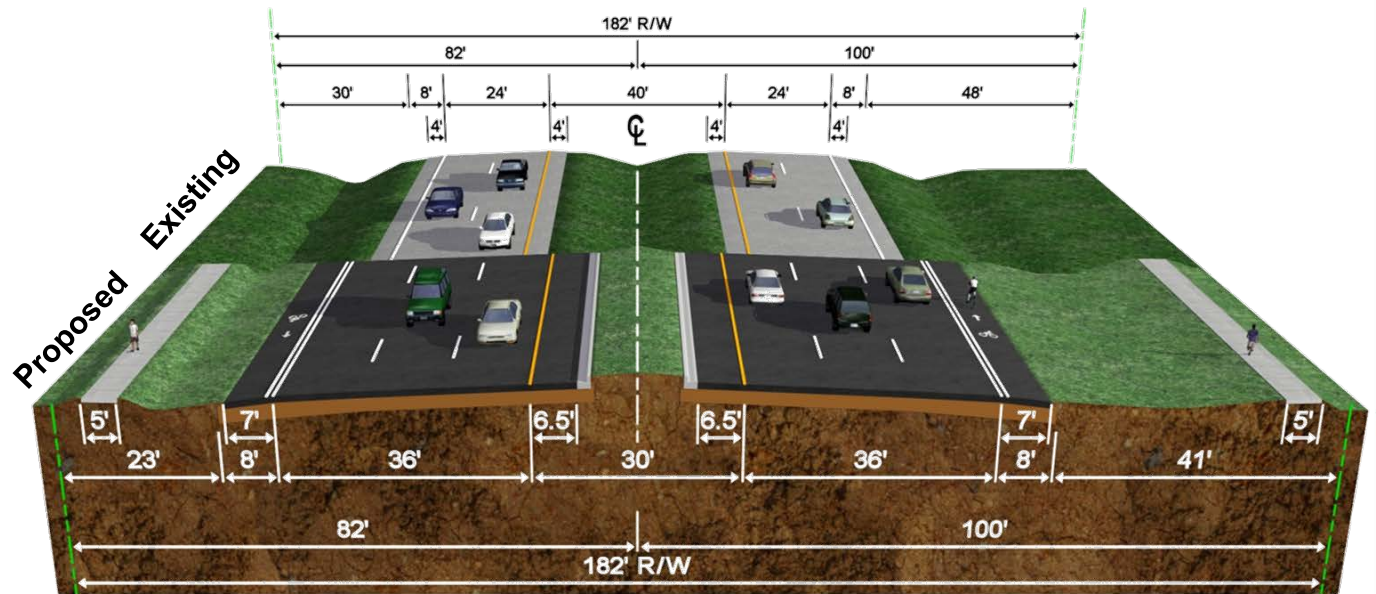 182' R/W
82' 100'
30' 8' 24' 40' 24' 8' 48'
4' 4' ℄ 4' 4'
Existing
Proposed
5' 7' 6.5' 6.5' 7' 5'
23' 8' 36' 30' 36' 8' 41'
82' 100'
182' R/W